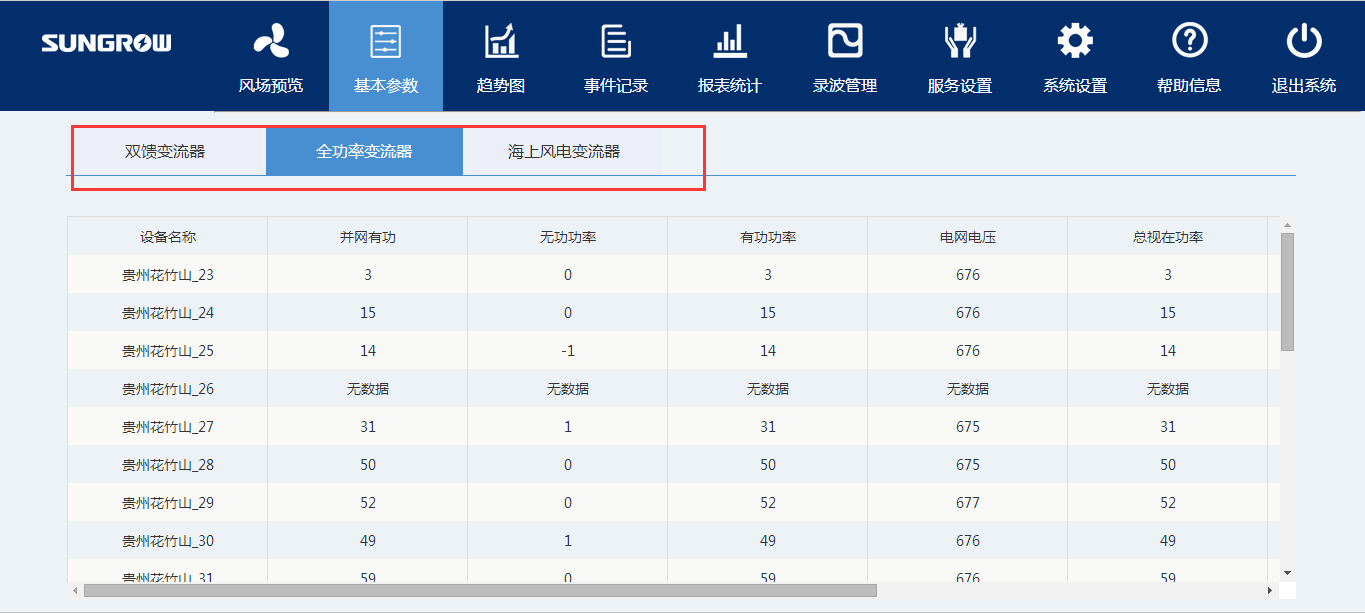 SUNGROW
风场预览 基本参数 趋势图 事件记录 报表统计 录波管理 服务设置 系统设置 帮助信息 退出系统
双馈变流器 全功率变流器 海上风电变流器
设备名称 并网有功 无功功率 有功功率 电网电压 总视在功率
贵州花竹山_23 3 0 3 676 3
贵州花竹山_24 15 0 15 676 15
贵州花竹山_25 14 -1 14 676 14
贵州花竹山_26 无数据 无数据 无数据 无数据 无数据
贵州花竹山_27 31 1 31 675 31
贵州花竹山_28 50 0 50 675 50
贵州花竹山_29 52 0 52 677 52
贵州花竹山_30 49 1 49 676 49
贵州花竹山_31 59 0 59 676 59